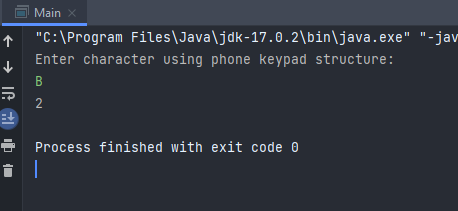 Main
"C:\Program Files\Java\jdk-17.0.2\bin\java.exe" "-jav
Enter character using phone keypad structure:
B
2
Process finished with exit code 0